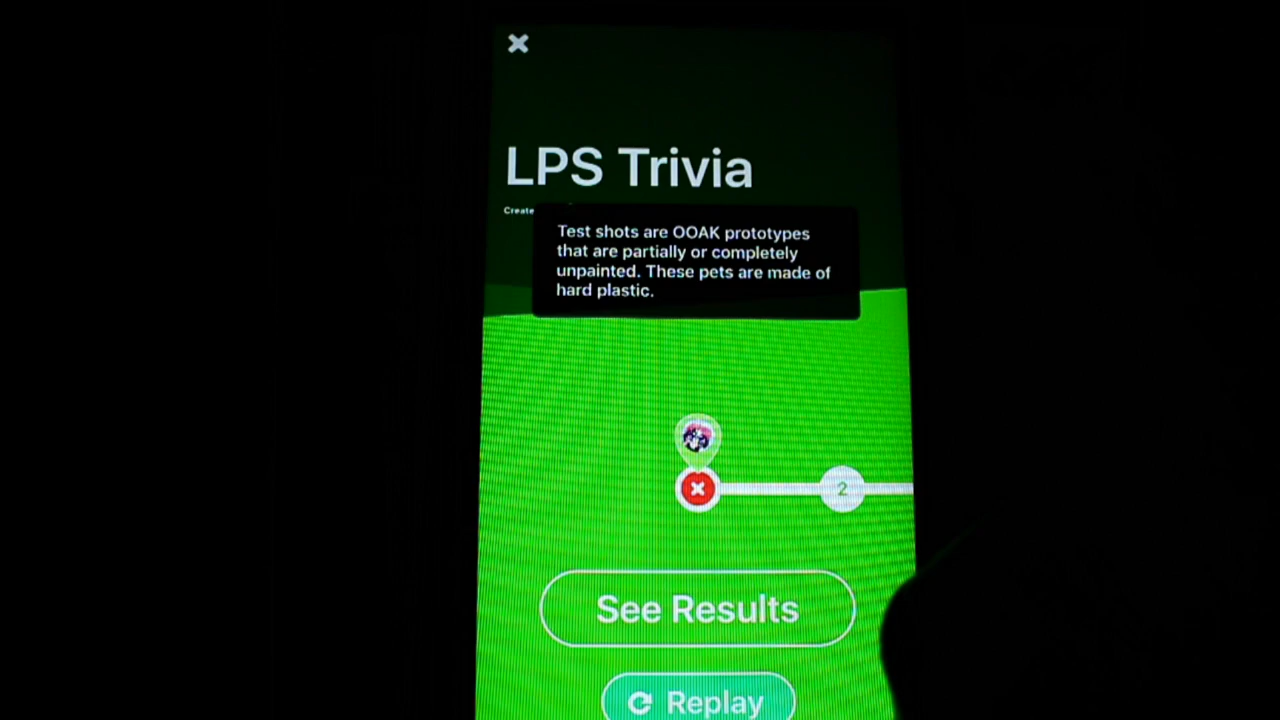 LPS Trivia
Create
Test shots are OOAK prototypes
that are partially or completely
unpainted. These pets are made of
hard plastic.
2
See Results
Replay